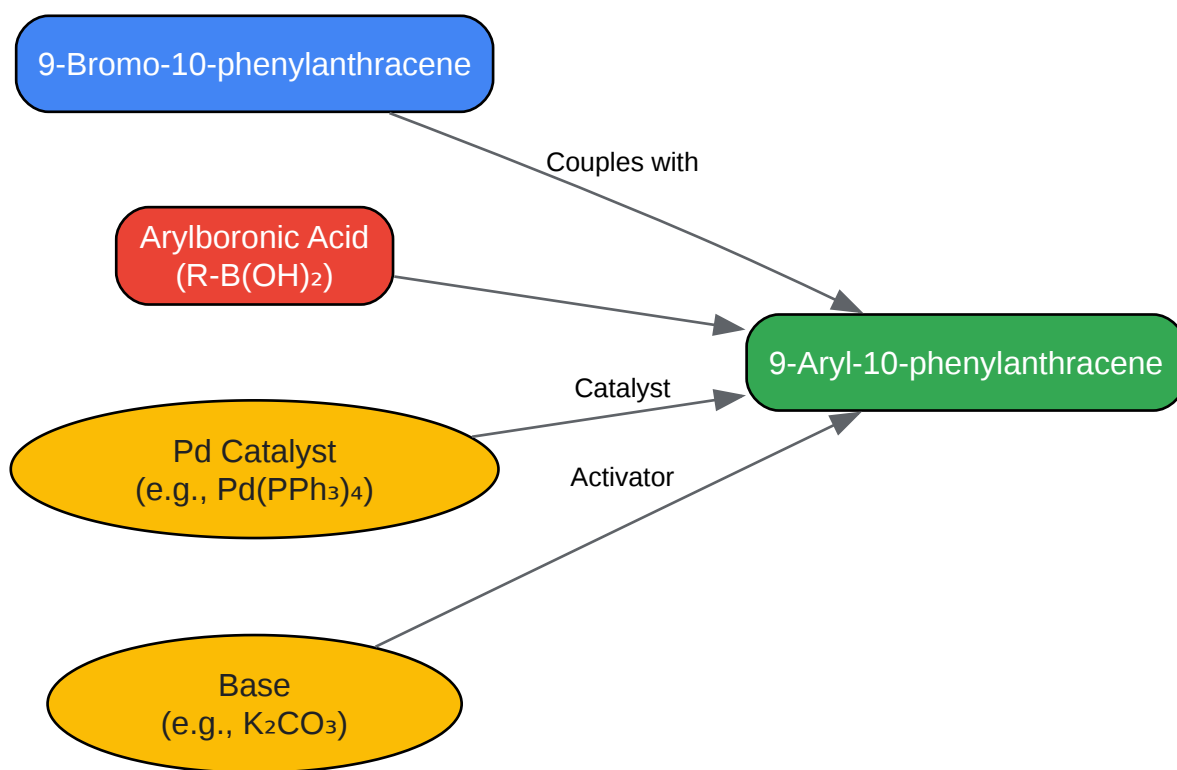 9-Bromo-10-phenylanthracene
Couples with
Arylboronic Acid
(R-B(OH)₂)
9-Aryl-10-phenylanthracene
Catalyst
Pd Catalyst
(e.g., Pd(PPh₃)₄)
Activator
Base
(e.g., K₂CO₃)